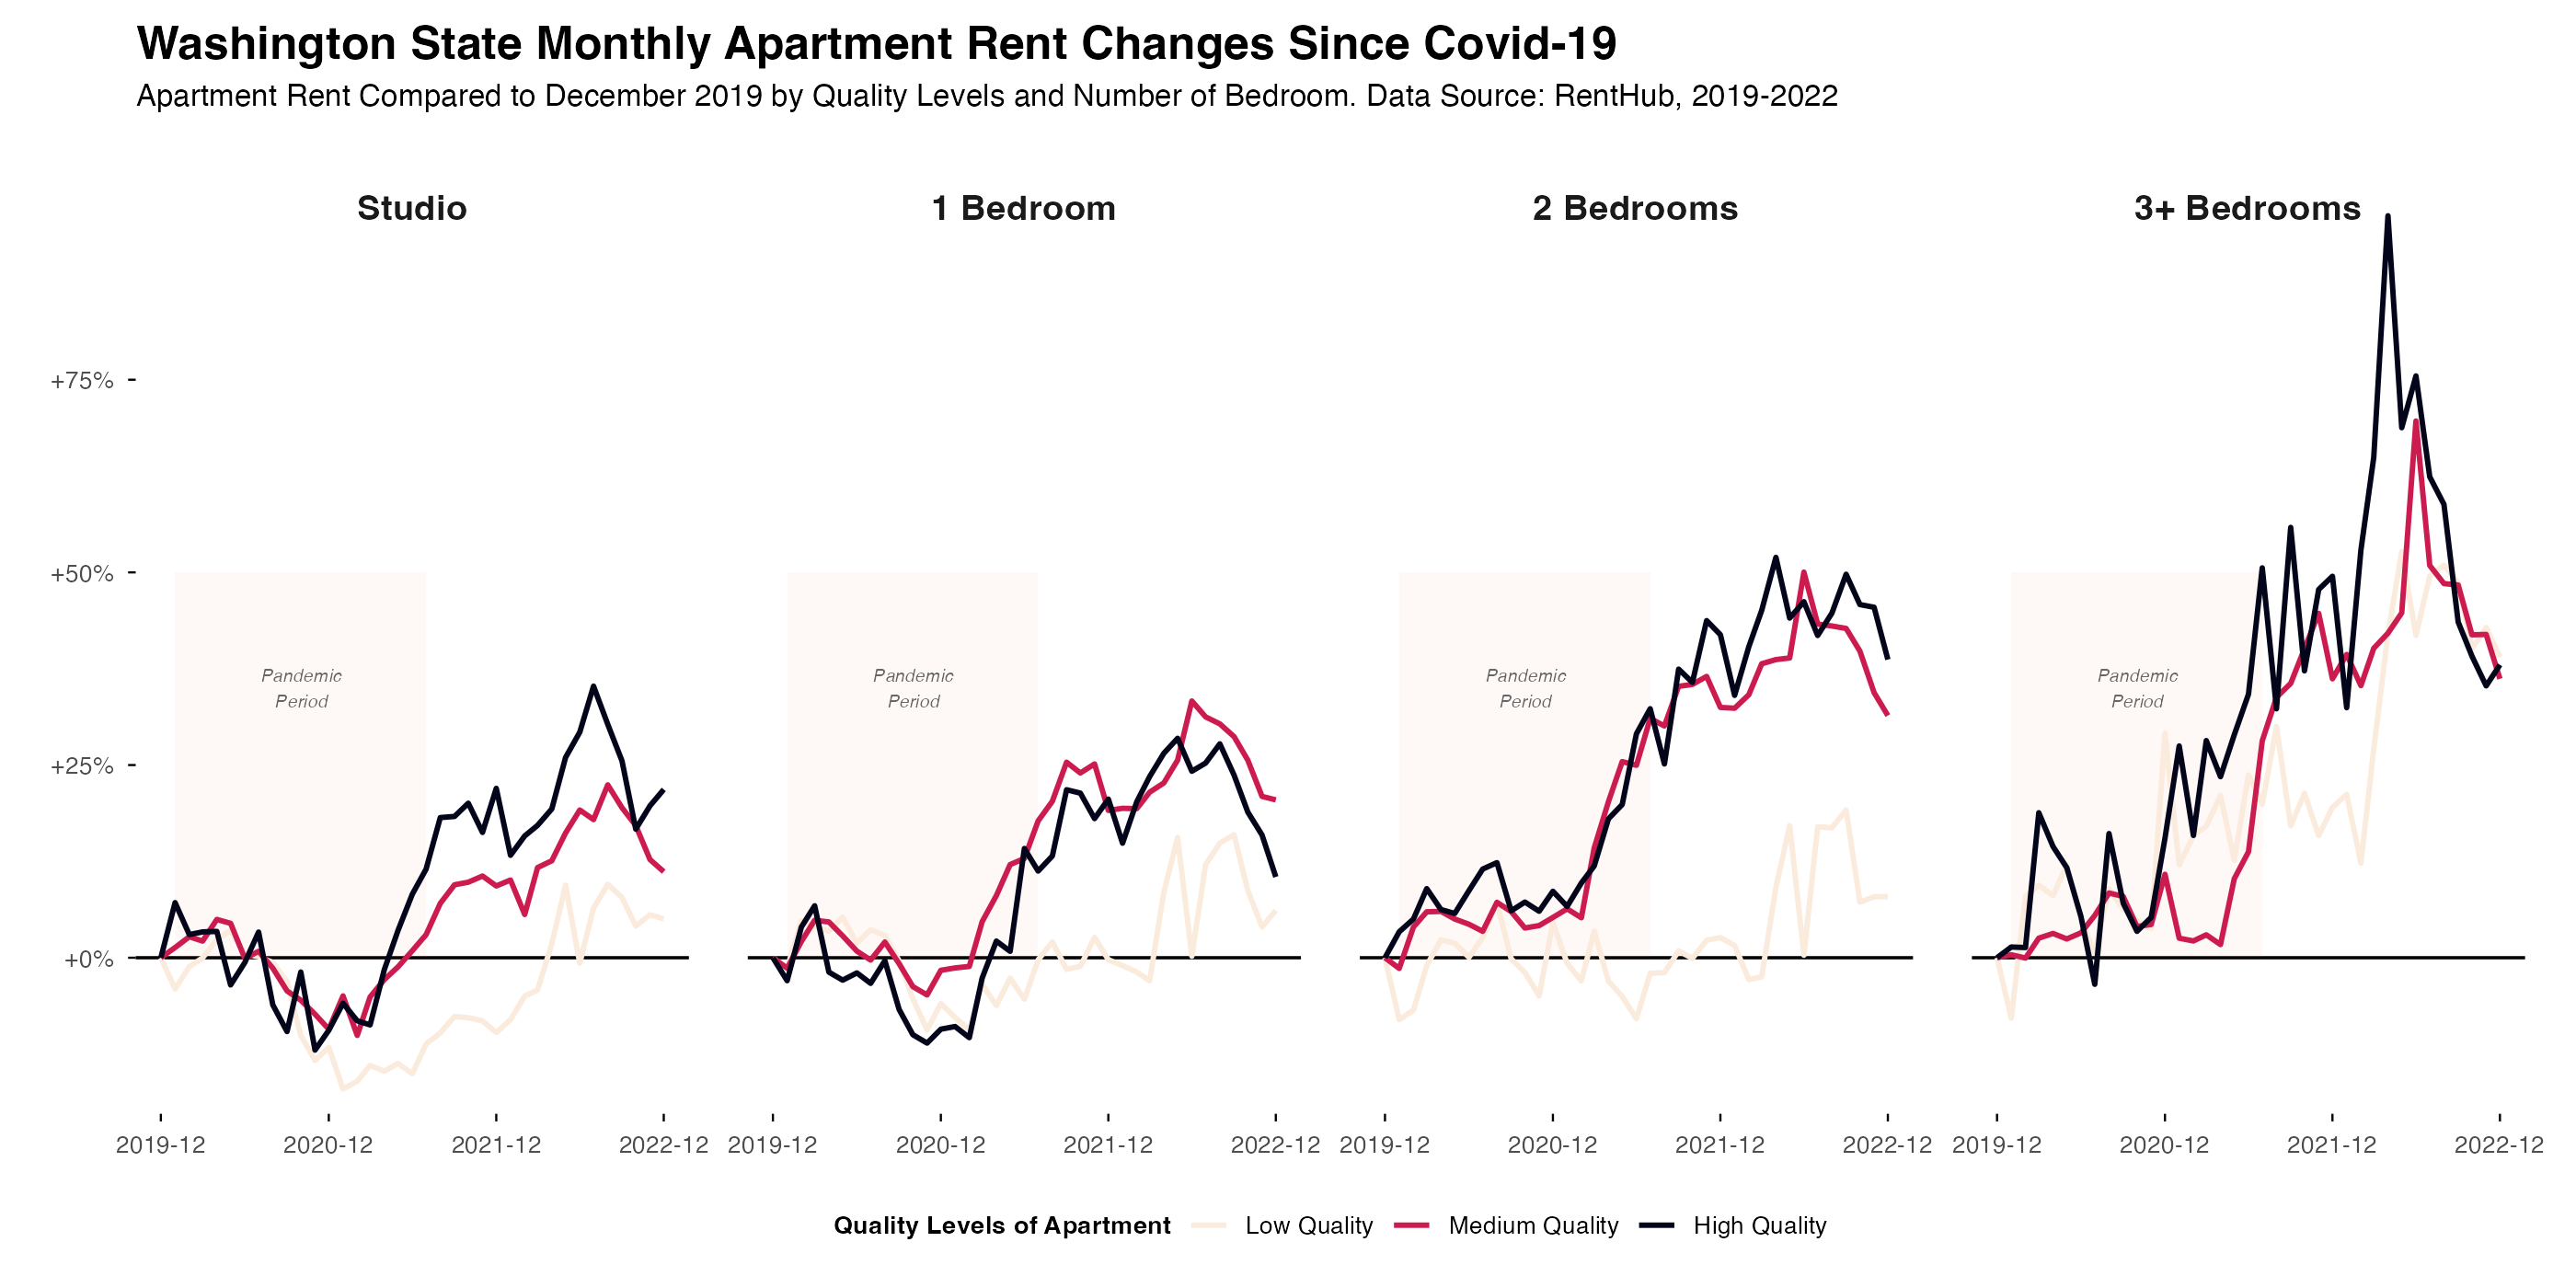 Washington State Monthly Apartment Rent Changes Since Covid-19
Apartment Rent Compared to December 2019 by Quality Levels and Number of Bedroom. Data Source: RentHub, 2019-2022
Studio
1 Bedroom
2 Bedrooms
3+ Bedrooms
+75%
+50%
+25%
+0%
Pandemic
Period
Pandemic
Period
Pandemic
Period
Pandemic
Period
2019-12 2020-12 2021-12 2022-12
2019-12 2020-12 2021-12 2022-12
2019-12 2020-12 2021-12 2022-12
2019-12 2020-12 2021-12 2022-12
Quality Levels of Apartment Low Quality Medium Quality High Quality